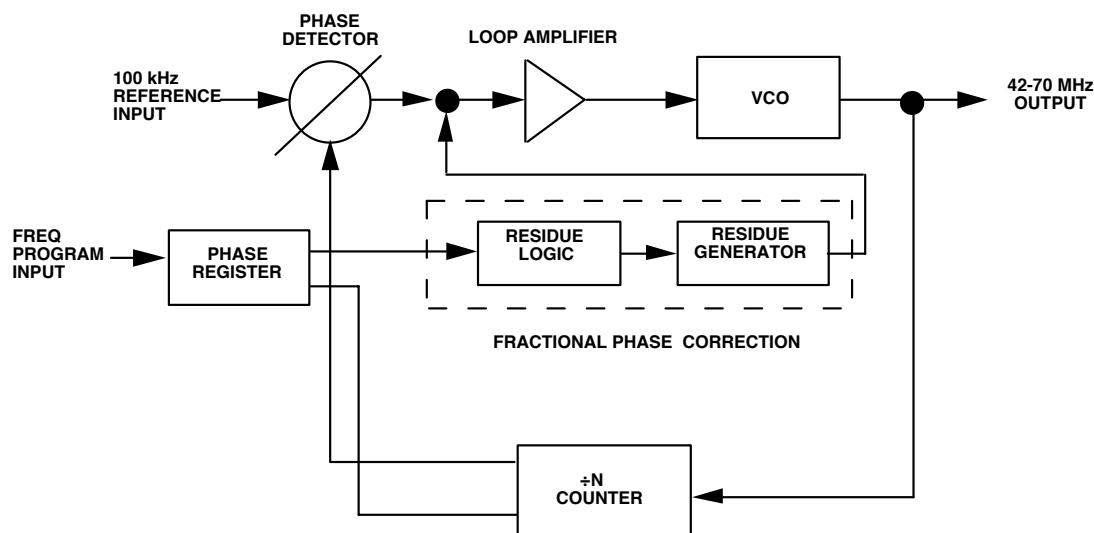 PHASE
DETECTOR
LOOP AMPLIFIER
100 kHz
REFERENCE
INPUT
VCO
42-70 MHz
OUTPUT
FREQ
PROGRAM
INPUT
PHASE
REGISTER
RESIDUE
LOGIC
RESIDUE
GENERATOR
FRACTIONAL PHASE CORRECTION
÷N
COUNTER